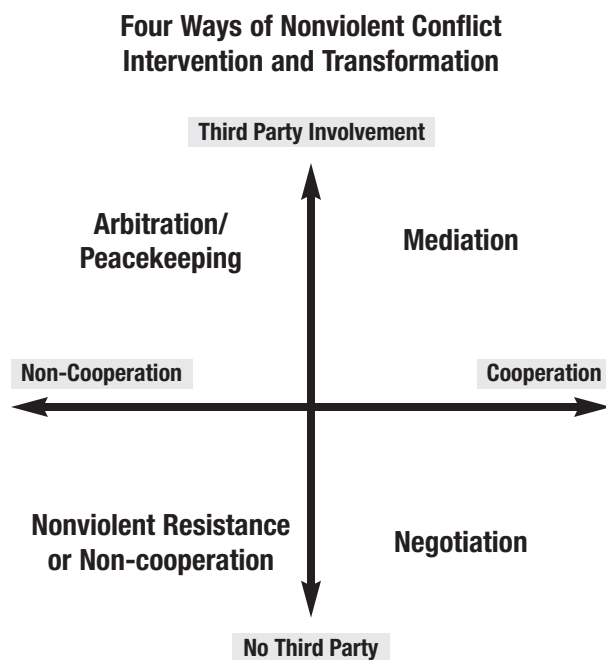 Four Ways of Nonviolent Conflict
Intervention and Transformation
Third Party Involvement
Arbitration/
Peacekeeping
Mediation
Non-Cooperation
Cooperation
Nonviolent Resistance
or Non-cooperation
Negotiation
No Third Party